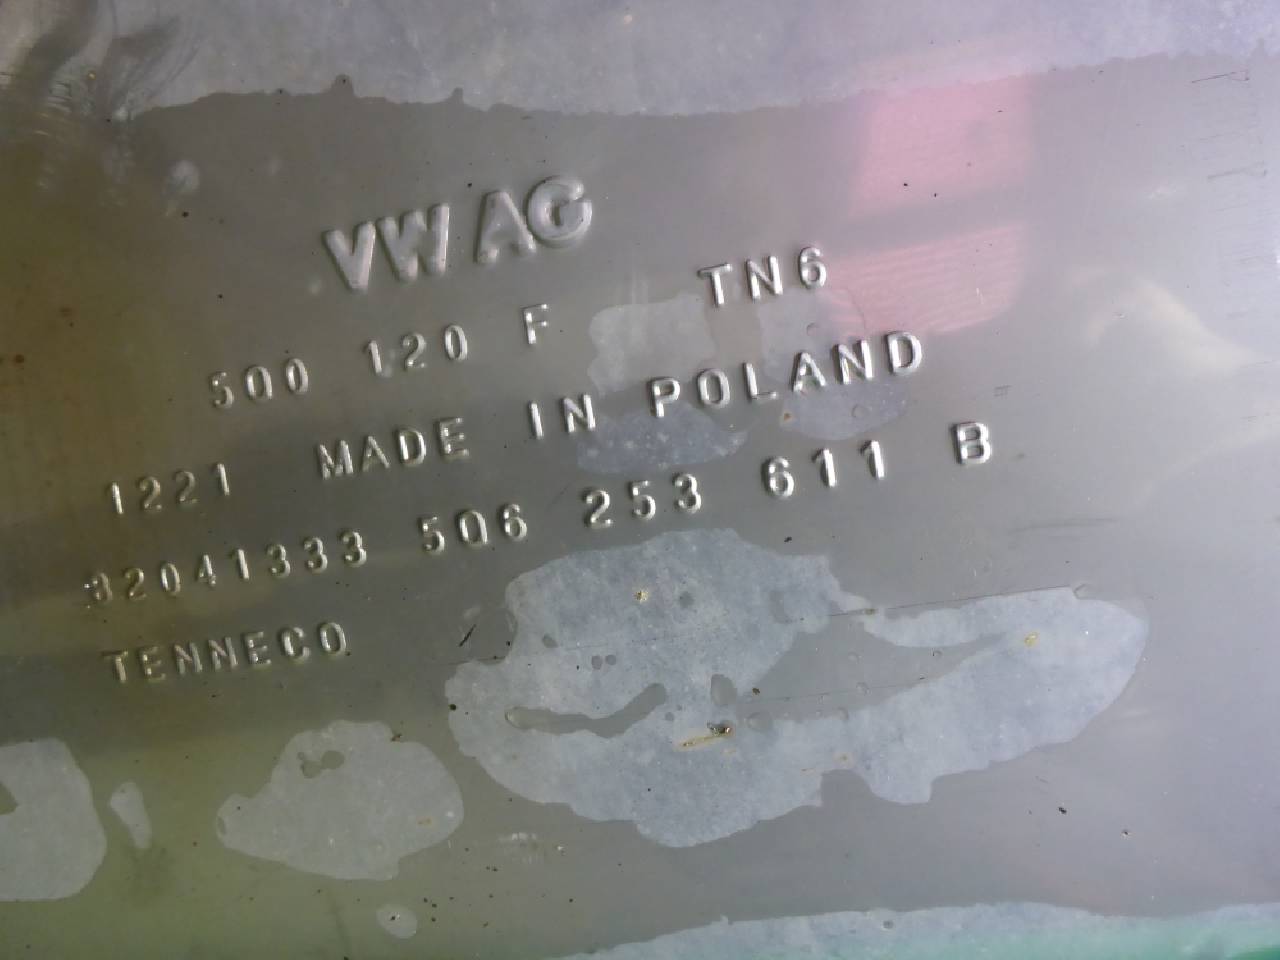 VW AG
500 120 F TN6
1221 MADE IN POLAND
32041333 5Q6 253 611 B
TENNECO